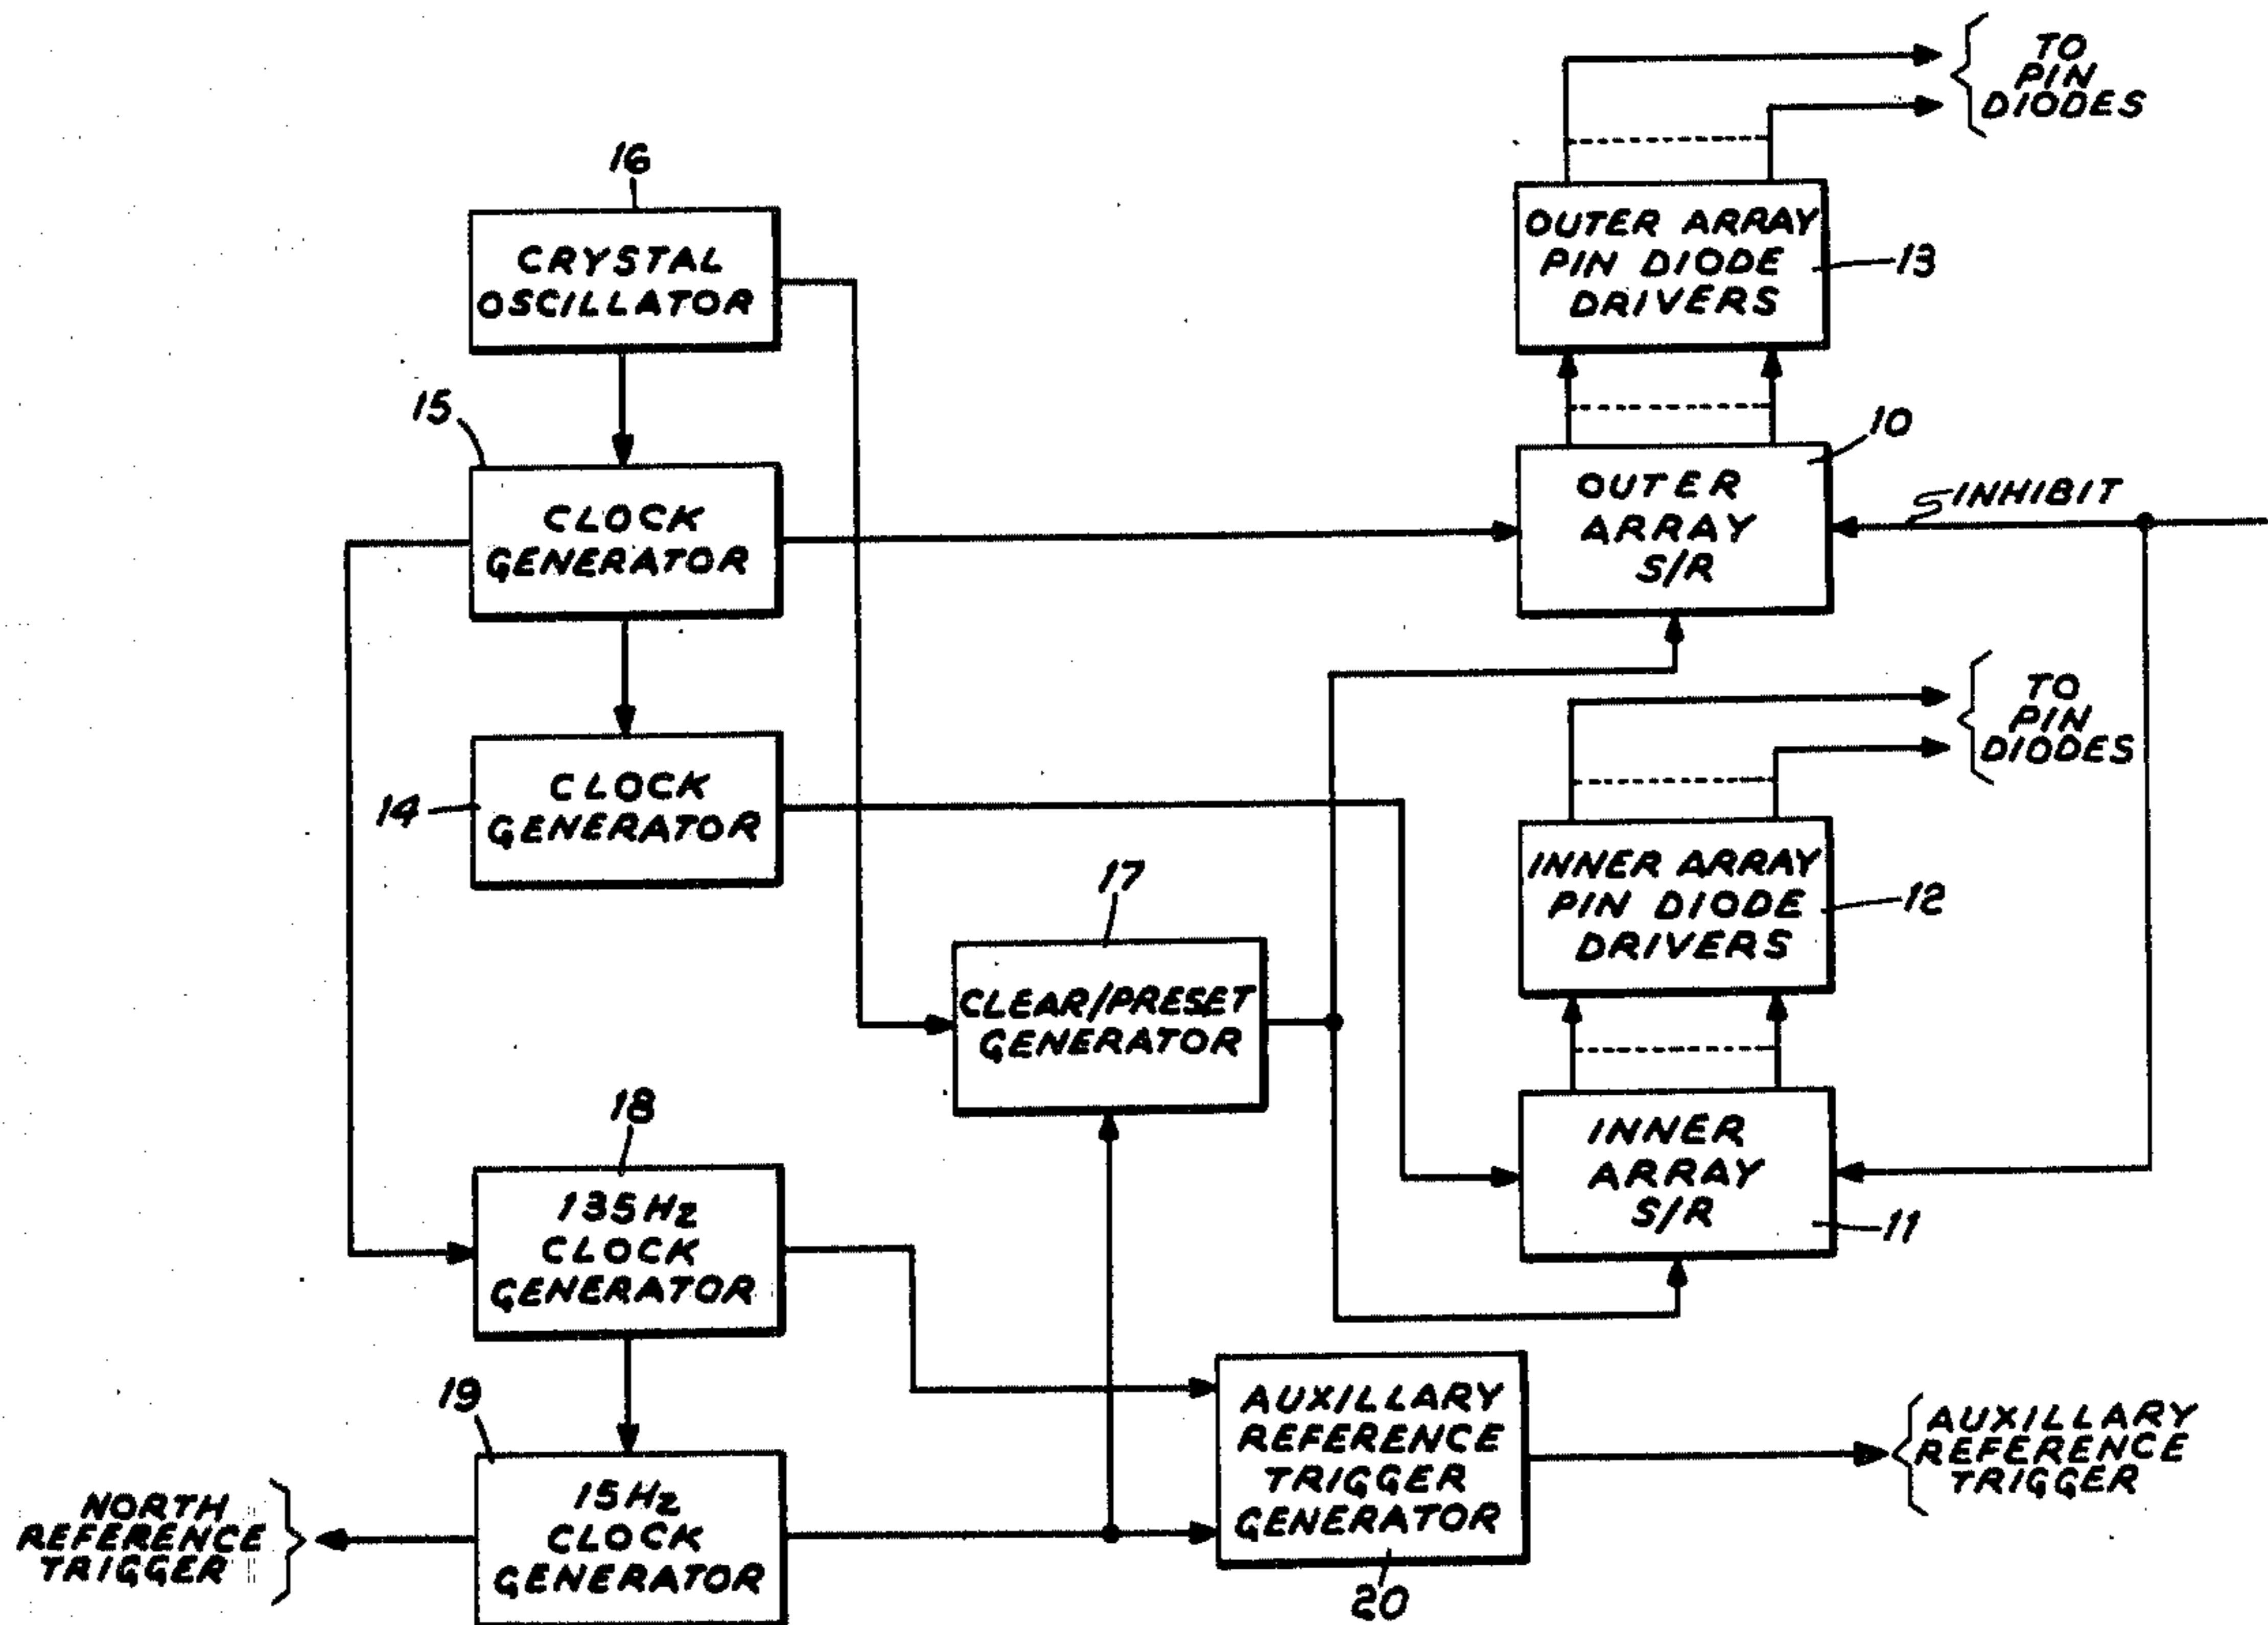 TO
PIN
DIODES
16
CRYSTAL
OSCILLATOR
OUTER ARRAY
PIN DIODE
DRIVERS
13
15
CLOCK
GENERATOR
10
OUTER
ARRAY
S/R
INHIBIT
TO
PIN
DIODES
14
CLOCK
GENERATOR
INNER ARRAY
PIN DIODE
DRIVERS
12
17
CLEAR/PRESET
GENERATOR
INNER
ARRAY
S/R
11
18
135Hz
CLOCK
GENERATOR
19
15Hz
CLOCK
GENERATOR
NORTH
REFERENCE
TRIGGER
AUXILLARY
REFERENCE
TRIGGER
GENERATOR
20
AUXILLARY
REFERENCE
TRIGGER